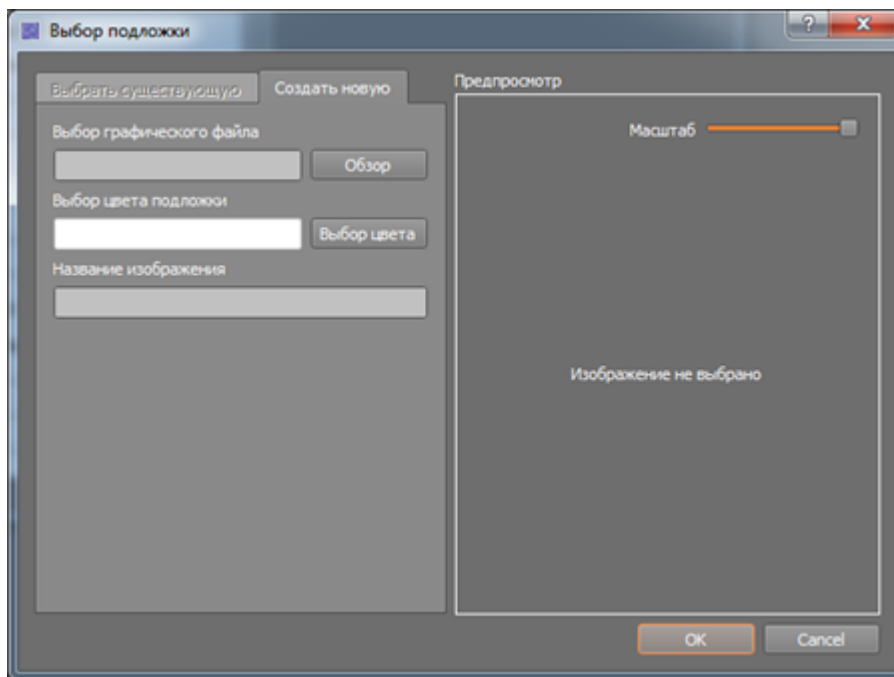 Выбор подложки
?
Выбрать существующую
Создать новую
Предпросмотр
Выбор графического файла
Масштаб
Обзор
Выбор цвета подложки
Выбор цвета
Название изображения
Изображение не выбрано
OK
Cancel